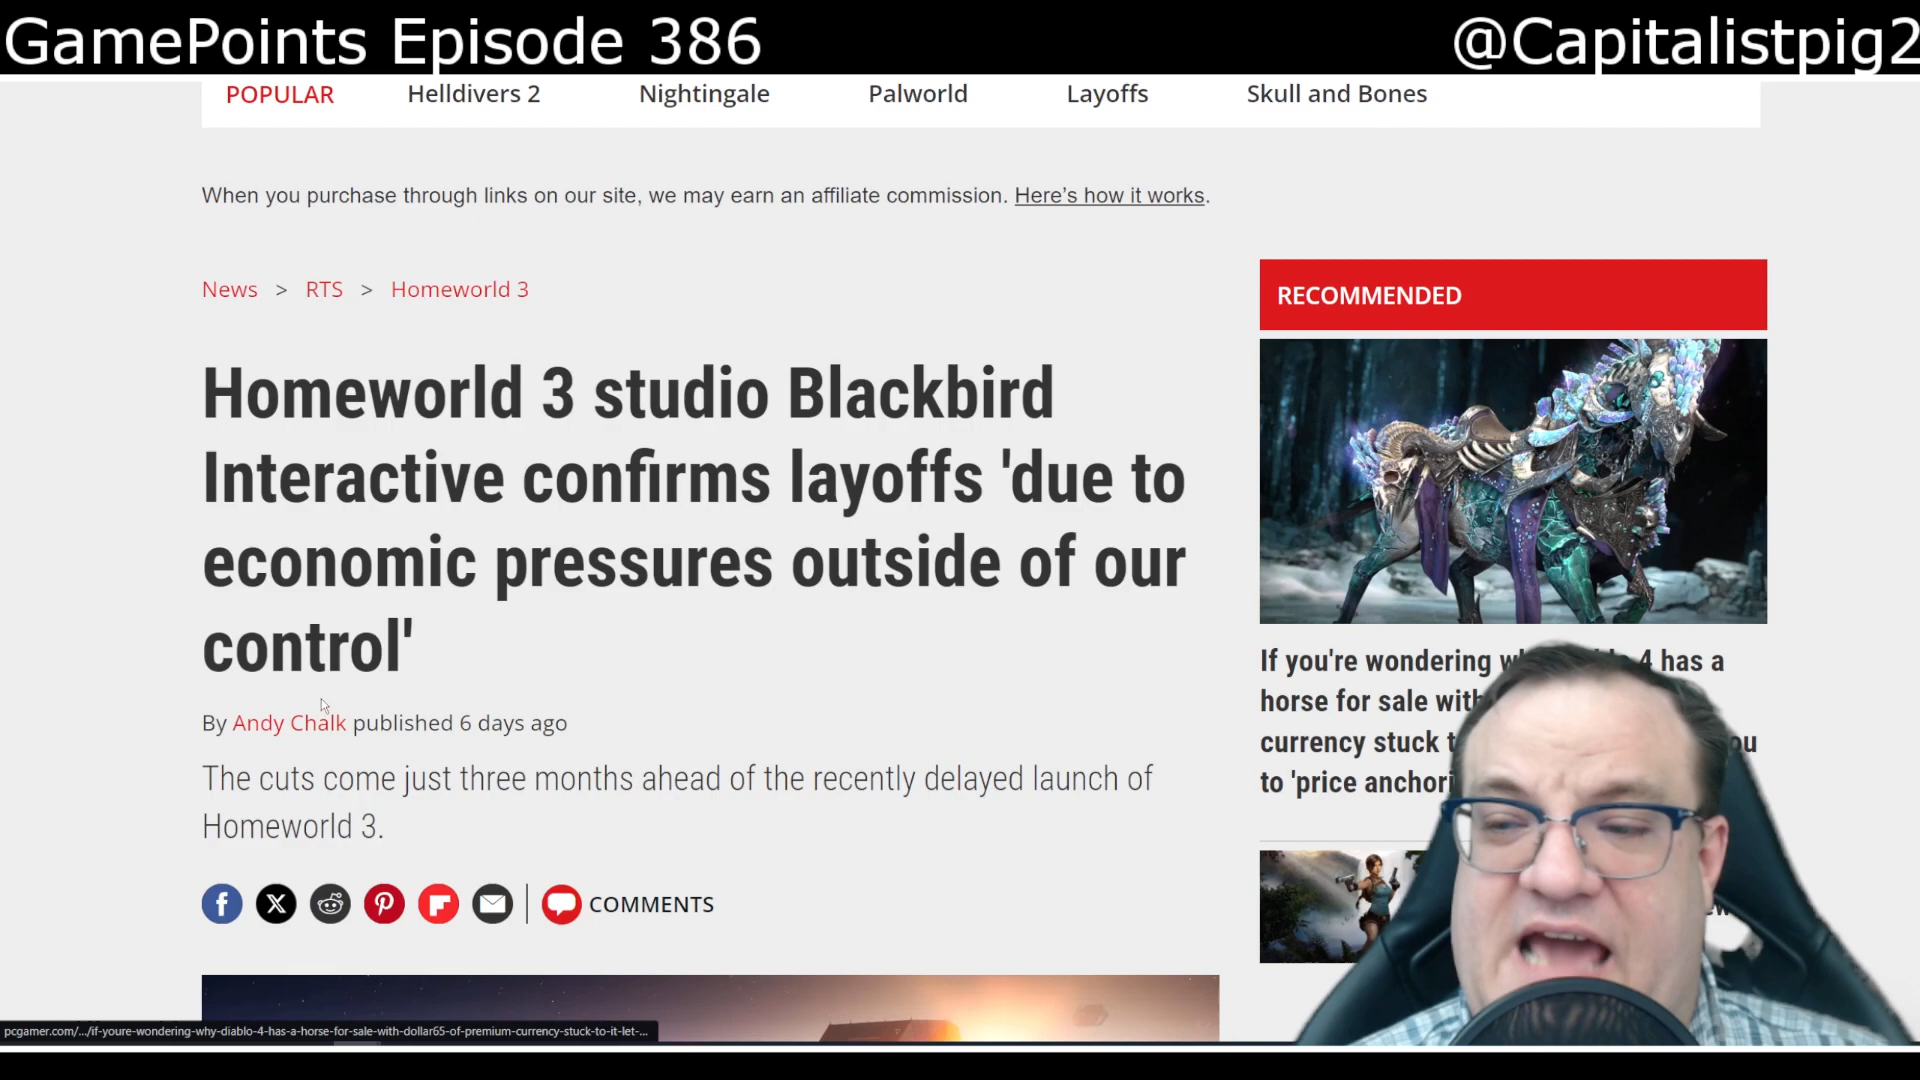 GamePoints Episode 386
@Capitalistpig2
POPULAR Helldivers 2 Nightingale Palworld Layoffs Skull and Bones
When you purchase through links on our site, we may earn an affiliate commission. Here's how it works.
News > RTS > Homeworld 3
Homeworld 3 studio Blackbird
Interactive confirms layoffs 'due to
economic pressures outside of our
control'
By Andy Chalk published 6 days ago
The cuts come just three months ahead of the recently delayed launch of
Homeworld 3.
COMMENTS
RECOMMENDED
If you're wondering 4 has a
horse for sale with
currency stuck
to 'price
pcgamer.com/.../if-youre-wondering-why-diablo-4-has-a-horse-for-sale-with-dollar65-of-premium-currency-stuck-to-it-let-...